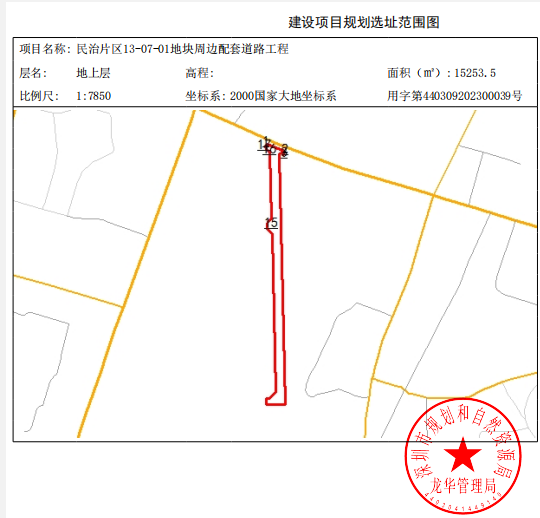 建设项目规划选址范围图
项目名称: 民治片区13-07-01地块周边配套道路工程
层名: 地上层 高程: 面积（㎡）: 15253.5
比例尺: 1:7850 坐标系: 2000国家大地坐标系 用字第440309202300039号
15
深圳市规划和自然资源局
龙华管理局